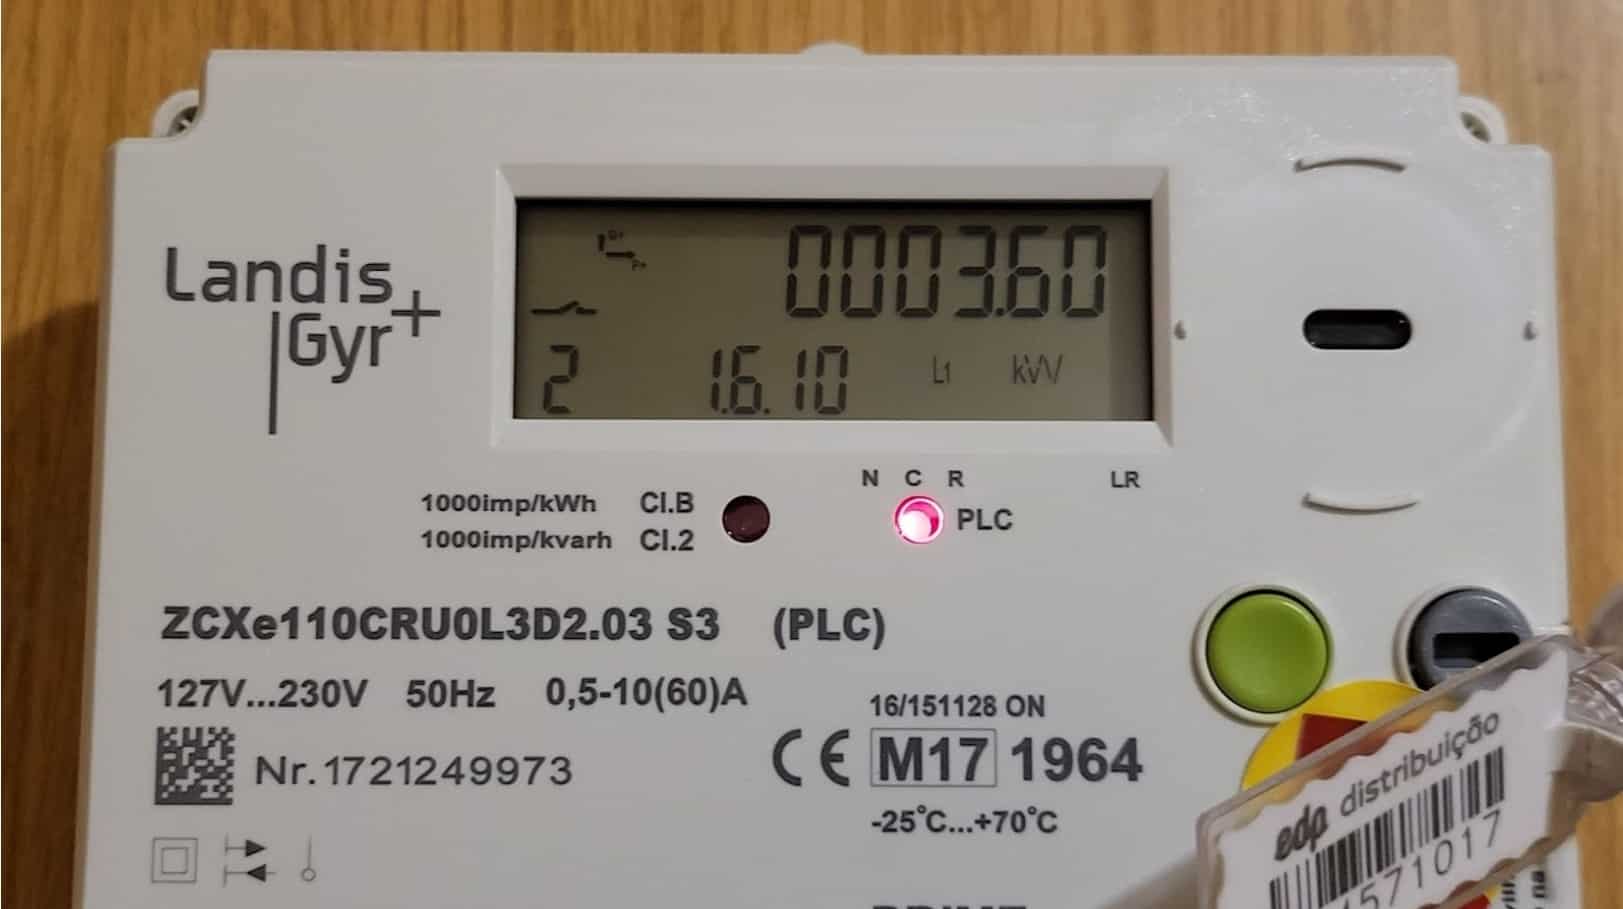 Landis
Gyr+
0003.60
2 1.6.10 L1 kW
N C R LR
1000imp/kWh Cl.B
1000imp/kvarh Cl.2
PLC
ZCXe110CRU0L3D2.03 S3 (PLC)
127V...230V 50Hz 0,5-10(60)A
16/151128 ON
CE M17 1964
Nr.1721249973
-25°C...+70°C
edp distribuição
571017